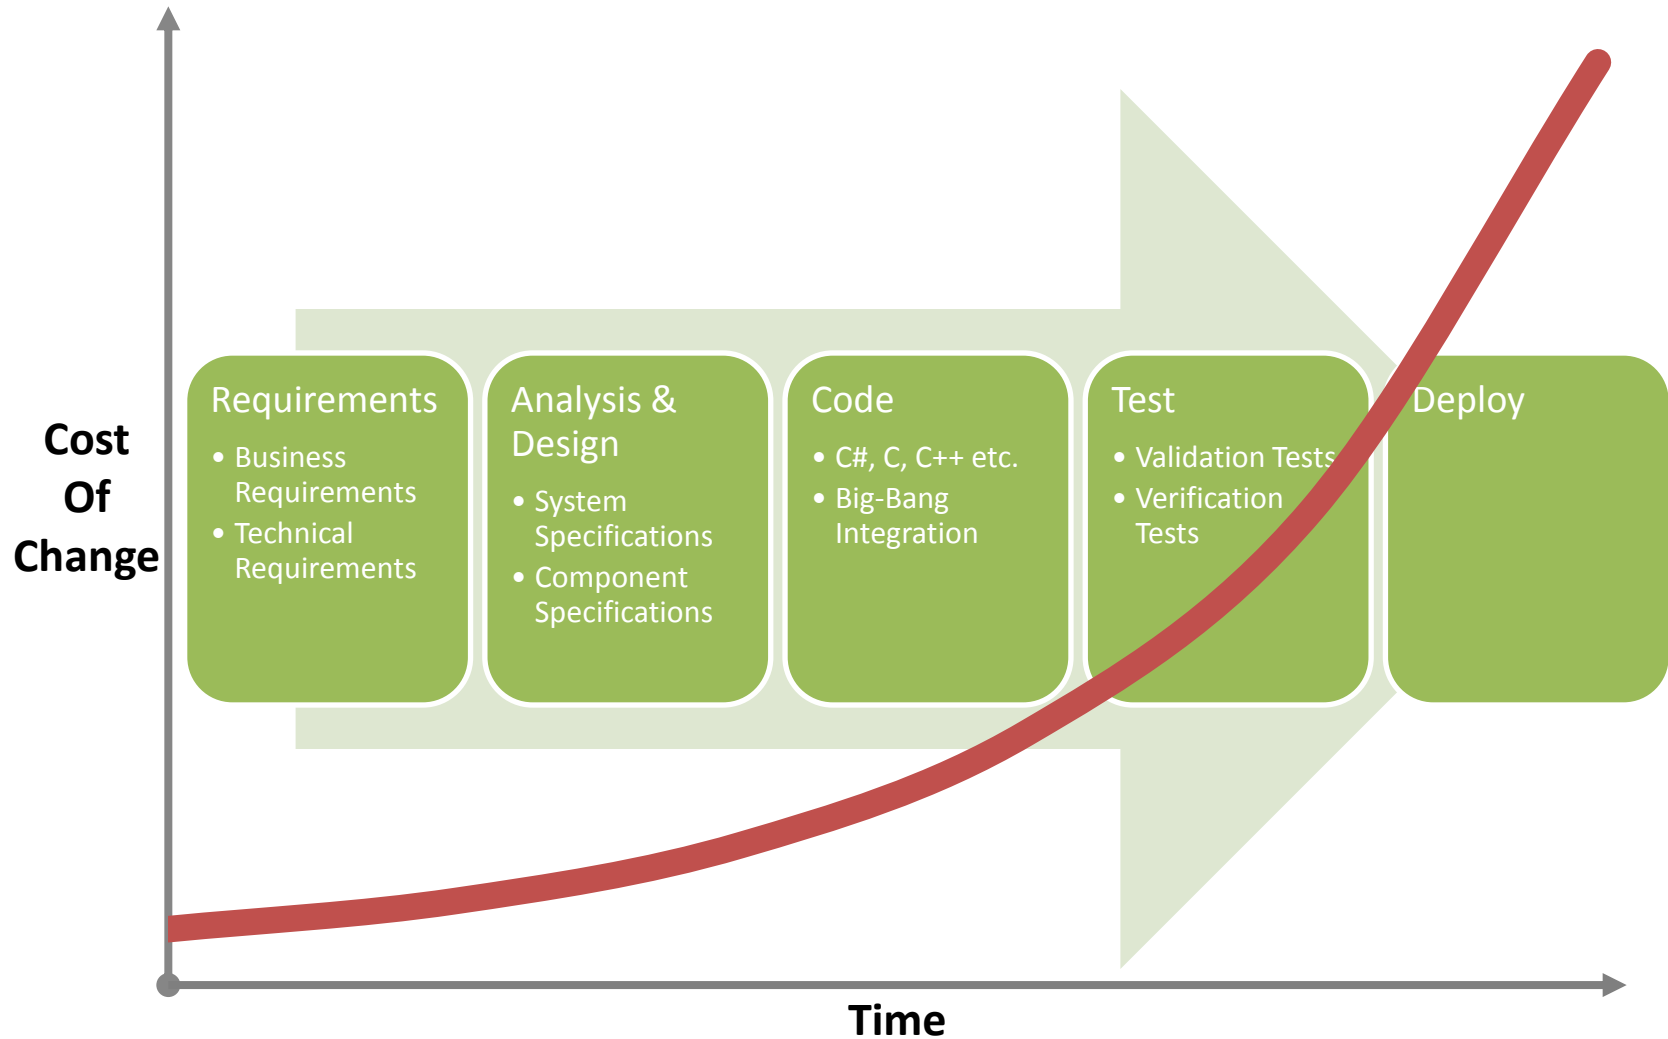 Requirements
• Business
Requirements
• Technical
Requirements
Analysis &
Design
• System
Specifications
• Component
Specifications
Code
• C#, C, C++ etc.
• Big-Bang
Integration
Test
• Validation Tests
• Verification
Tests
Deploy
Cost
Of
Change
Time